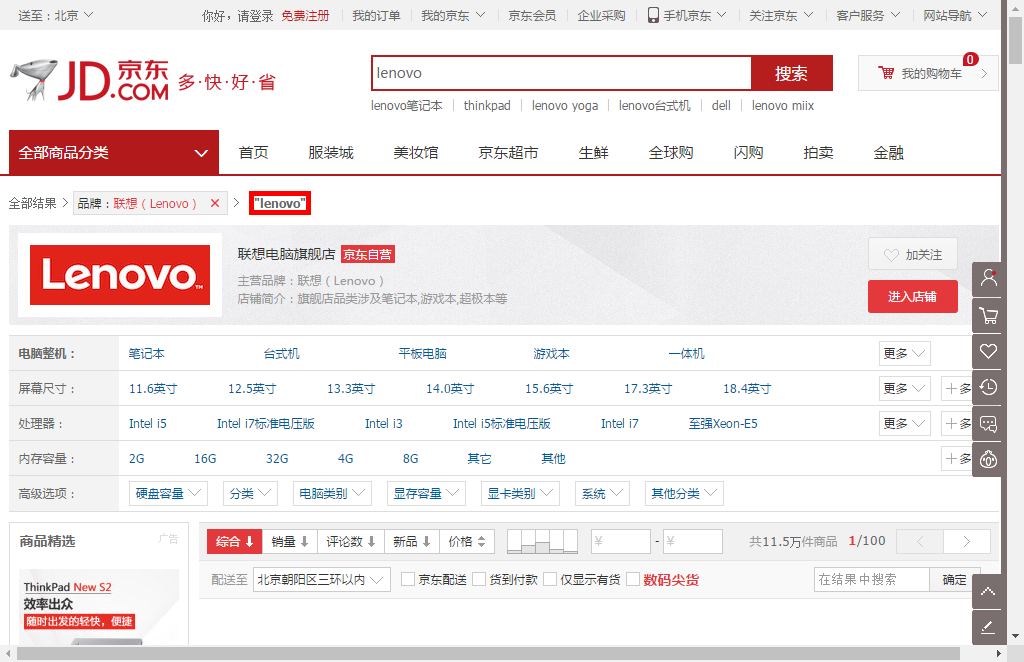 送至：北京 你好，请登录 免费注册 我的订单 我的京东 京东会员 企业采购 手机京东 关注京东 客户服务 网站导航
JD.COM 京东 多·快·好·省
lenovo 搜索 我的购物车 0
lenovo笔记本 thinkpad lenovo yoga lenovo台式机 dell lenovo miix
全部商品分类 首页 服装城 美妆馆 京东超市 生鲜 全球购 闪购 拍卖 金融
全部结果 > 品牌：联想（Lenovo） × > "lenovo"
Lenovo™
联想电脑旗舰店 京东自营
主营品牌：联想（Lenovo）
店铺简介：旗舰店品类涉及笔记本,游戏本,超极本等
加关注
进入店铺
电脑整机： 笔记本 台式机 平板电脑 游戏本 一体机 更多
屏幕尺寸： 11.6英寸 12.5英寸 13.3英寸 14.0英寸 15.6英寸 17.3英寸 18.4英寸 更多 ＋多
处理器： Intel i5 Intel i7标准电压版 Intel i3 Intel i5标准电压版 Intel i7 至强Xeon-E5 更多 ＋多
内存容量： 2G 16G 32G 4G 8G 其它 其他 ＋多
高级选项： 硬盘容量 分类 电脑类别 显存容量 显卡类别 系统 其他分类
商品精选 广告
ThinkPad New S2
效率出众
随时出发的轻快，便捷
综合 销量 评论数 新品 价格 ¥ - ¥ 共11.5万件商品 1/100 < >
配送至 北京朝阳区三环以内 京东配送 货到付款 仅显示有货 数码尖货 在结果中搜索 确定